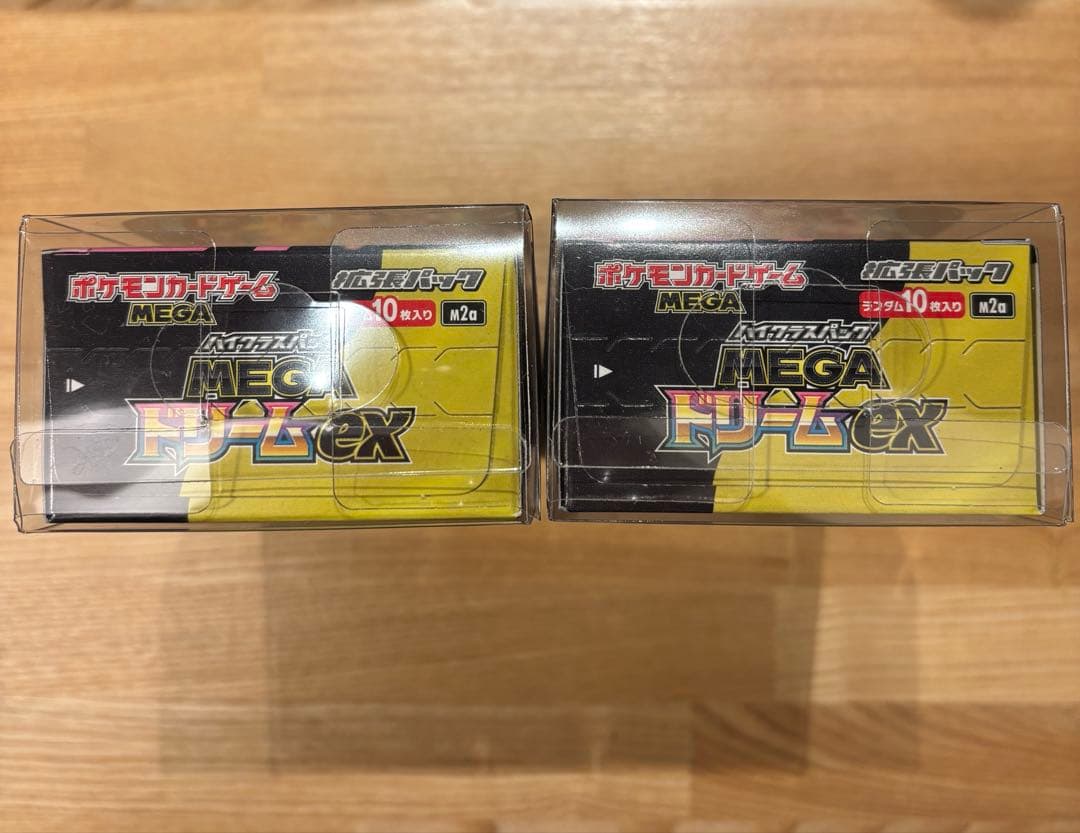 ポケモンカードゲーム
MEGA
拡張パック
10枚入り
M2a
ハイクラスパック
MEGA
ドリームex
ポケモンカードゲーム
MEGA
拡張パック
ランダム10枚入り
M2a
ハイクラスパック
MEGA
ドリームex